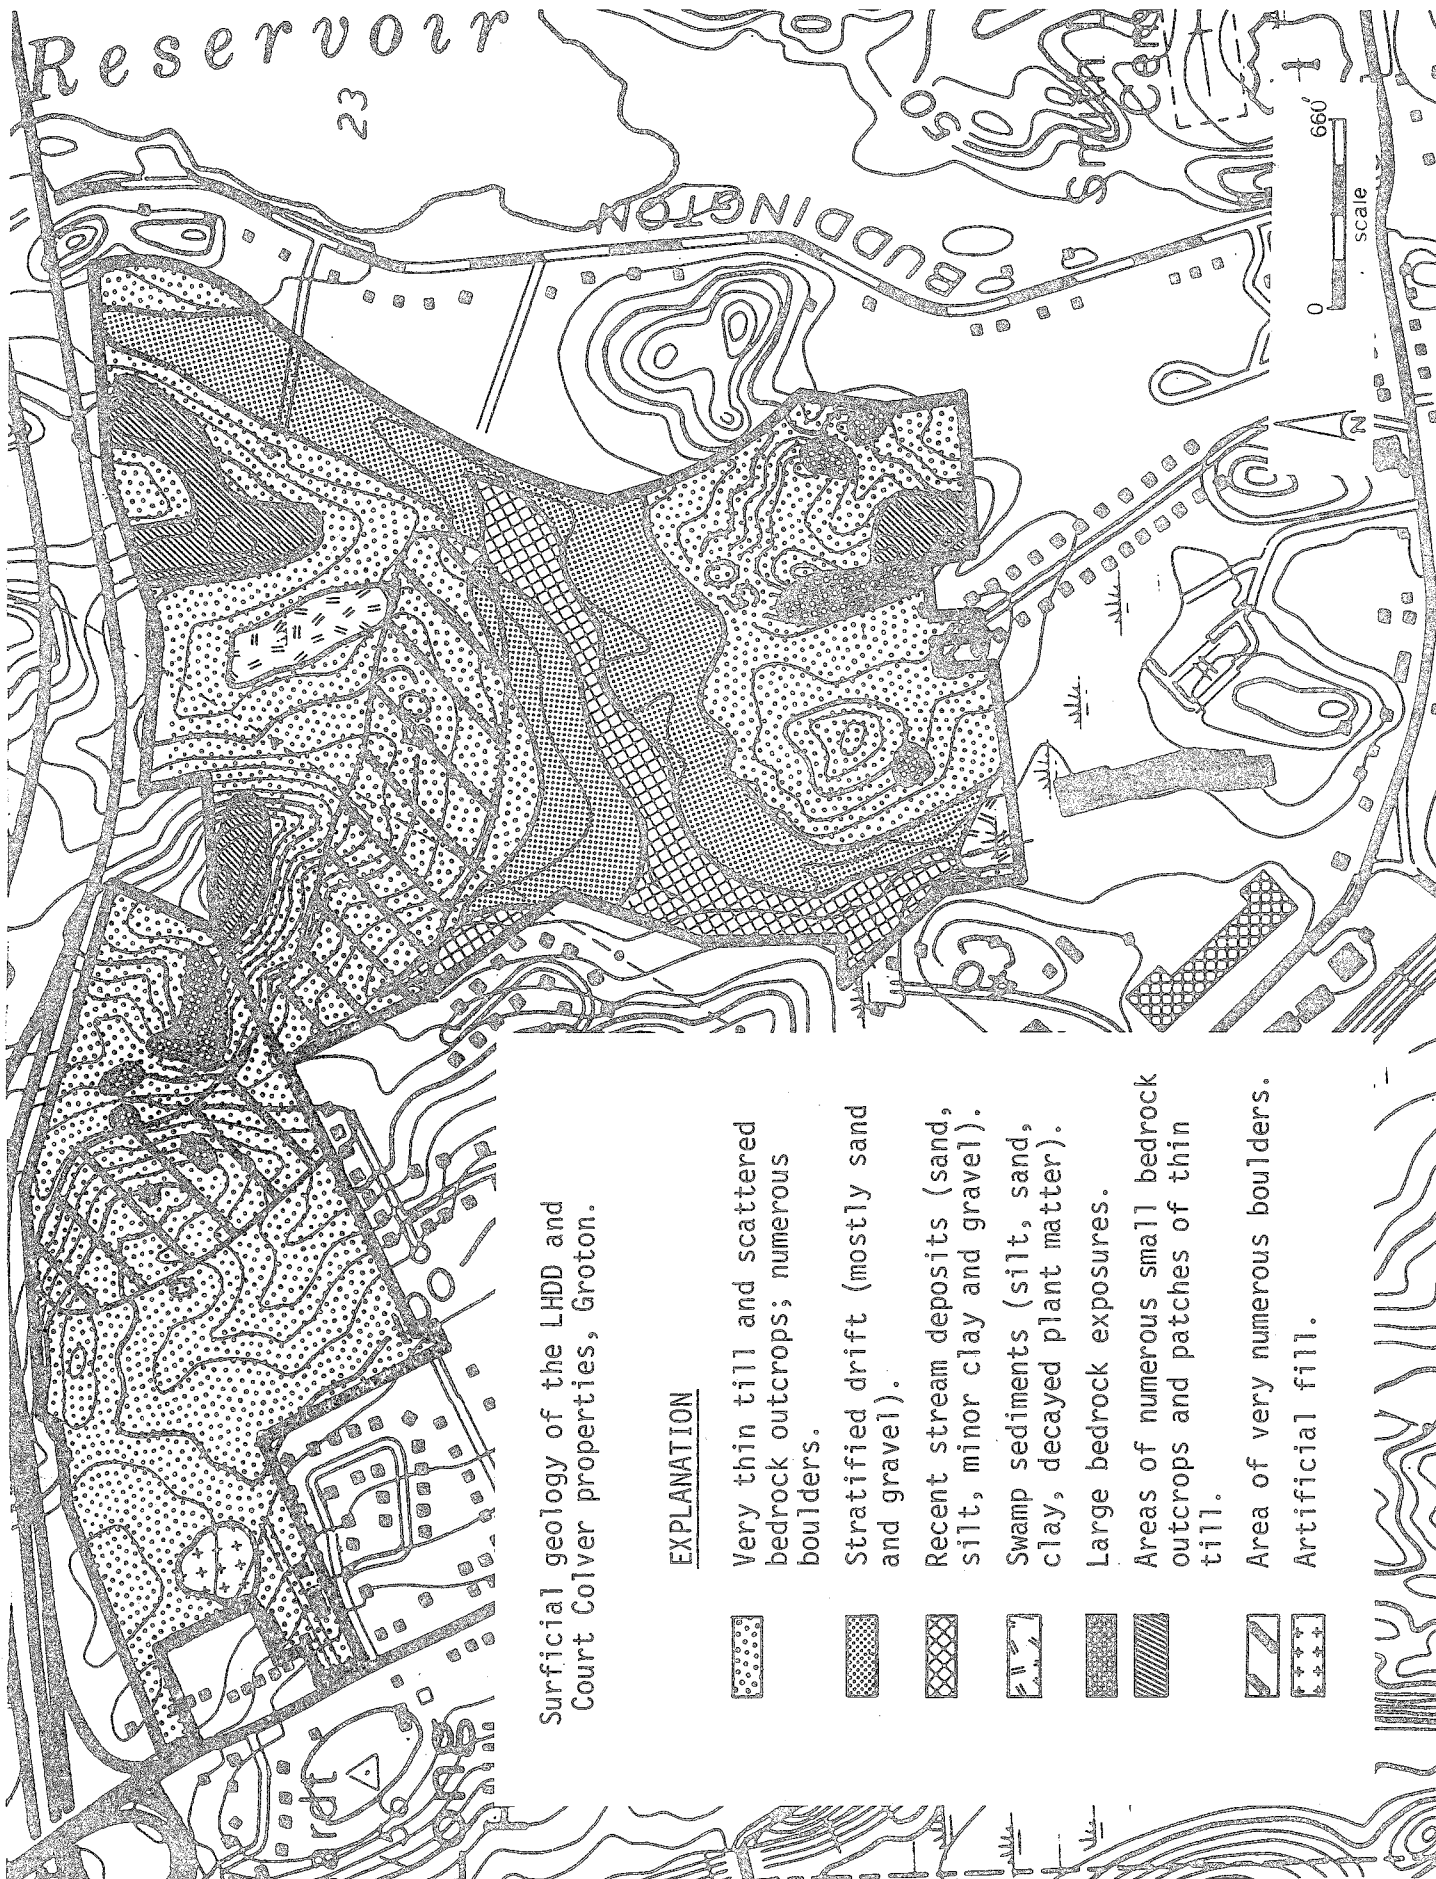 Reservoir
23
50
BUDDINGTON
Smith
Cem
0
660'
scale
N
Surficial geology of the LHDD and
Court Colver properties, Groton.
EXPLANATION
Very thin till and scattered
bedrock outcrops; numerous
boulders.
Stratified drift (mostly sand
and gravel).
Recent stream deposits (sand,
silt, minor clay and gravel).
Swamp sediments (silt, sand,
clay, decayed plant matter).
Large bedrock exposures.
Areas of numerous small bedrock
outcrops and patches of thin
till.
Area of very numerous boulders.
Artificial fill.